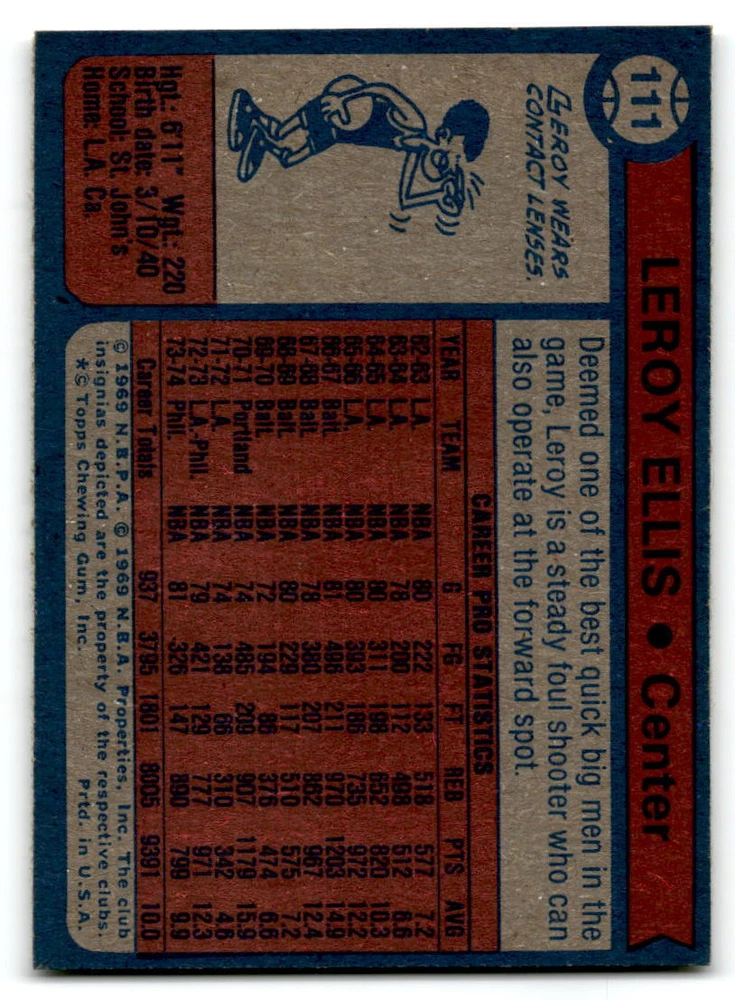 111
LEROY ELLIS • Center
LEROY WEARS
CONTACT LENSES.
Hgt.: 6'11" Wgt.: 220
Birth date: 3/10/40
School: St. John's
Home: L.A. Ca.
Deemed one of the best quick big men in the
game, Leroy is a steady foul shooter who can
also operate at the forward spot.
CAREER PRO STATISTICS
YEAR TEAM G FG FT REB PTS AVG
62-63 L.A. NBA 80 222 133 518 577 7.2
63-64 L.A. NBA 78 200 112 498 512 6.6
64-65 L.A. NBA 80 311 198 652 820 10.3
65-66 L.A. NBA 80 393 186 735 972 12.2
66-67 Balt. NBA 81 496 211 970 1203 14.9
67-68 Balt. NBA 78 380 207 862 967 12.4
68-69 Balt. NBA 80 229 117 510 575 7.2
69-70 Balt. NBA 72 194 86 376 474 6.6
70-71 Portland NBA 74 485 209 907 1179 15.9
71-72 L.A. NBA 74 138 66 310 342 4.6
72-73 L.A.-Phil. NBA 79 421 129 777 971 12.3
73-74 Phil. NBA 81 326 147 890 799 9.9
Career Totals 937 3795 1801 8005 9391 10.0
© 1969 N.B.P.A. © 1969 N.B.A. Properties, Inc. The club
insignias depicted are the property of the respective clubs.
*© Topps Chewing Gum, Inc. Prtd. in U.S.A.